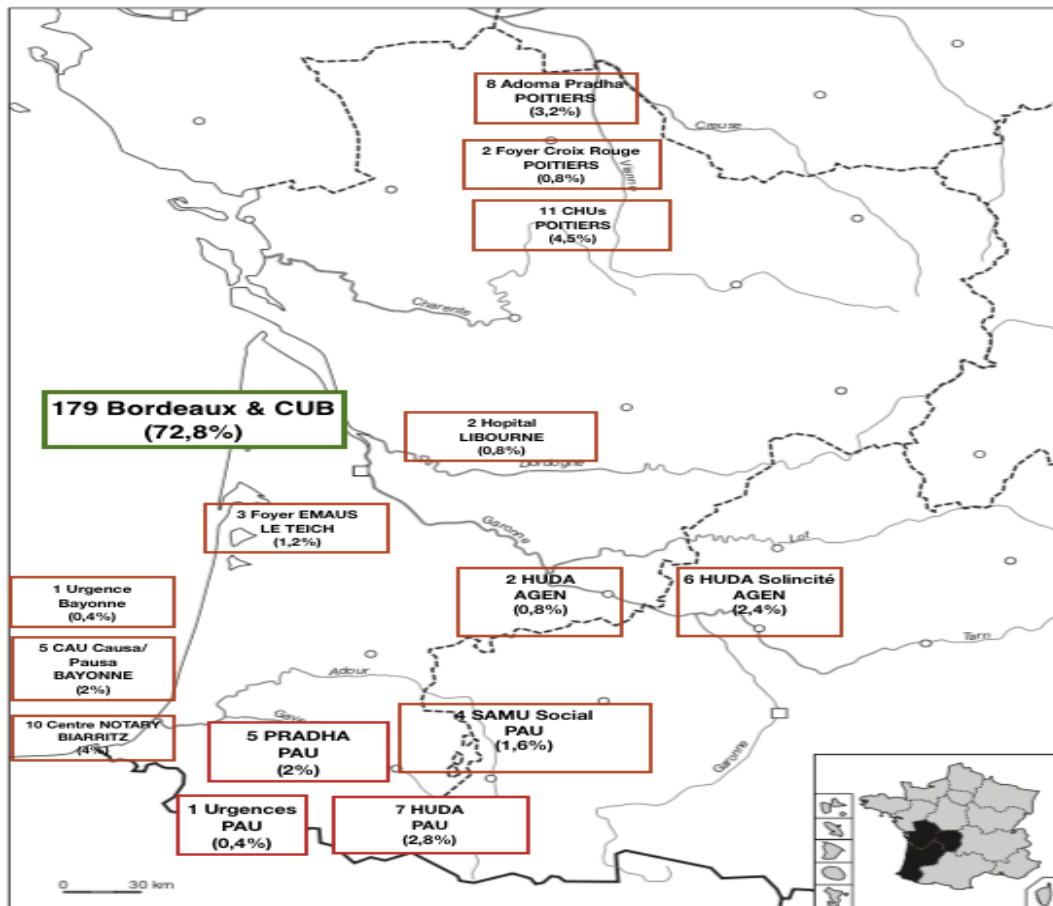 8 Adoma Pradha
POITIERS
(3,2%)
Creuse
2 Foyer Croix Rouge
POITIERS
(0,8%)
Vienne
11 CHUs
POITIERS
(4,5%)
Charente
179 Bordeaux & CUB
(72,8%)
2 Hopital
LIBOURNE
(0,8%)
Dordogne
3 Foyer EMAUS
LE TEICH
(1,2%)
Garonne
Lot
1 Urgence
Bayonne
(0,4%)
2 HUDA
AGEN
(0,8%)
6 HUDA Solincité
AGEN
(2,4%)
Tarn
5 CAU Causa/
Pausa
BAYONNE
(2%)
Adour
10 Centre NOTARY
BIARRITZ
(4%)
Gave
5 PRADHA
PAU
(2%)
4 SAMU Social
PAU
(1,6%)
Garonne
1 Urgences
PAU
(0,4%)
7 HUDA
PAU
(2,8%)
0 30 km